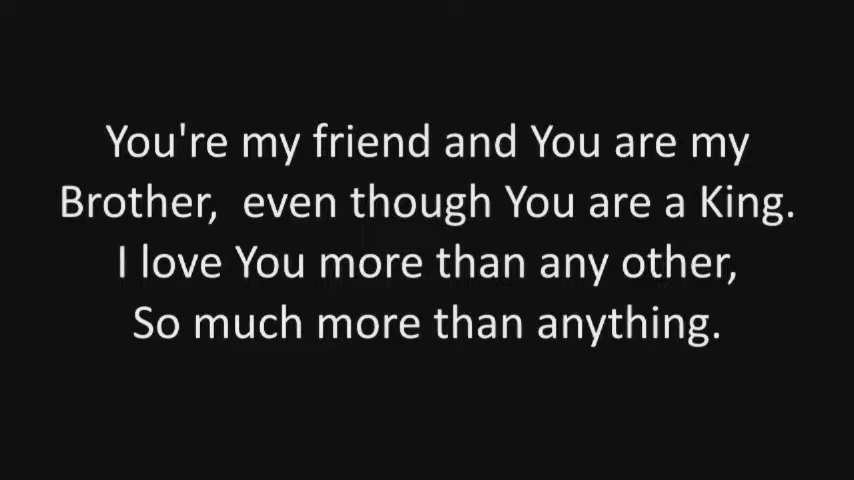 You're my friend and You are my
Brother,  even though You are a King.
I love You more than any other,
So much more than anything.